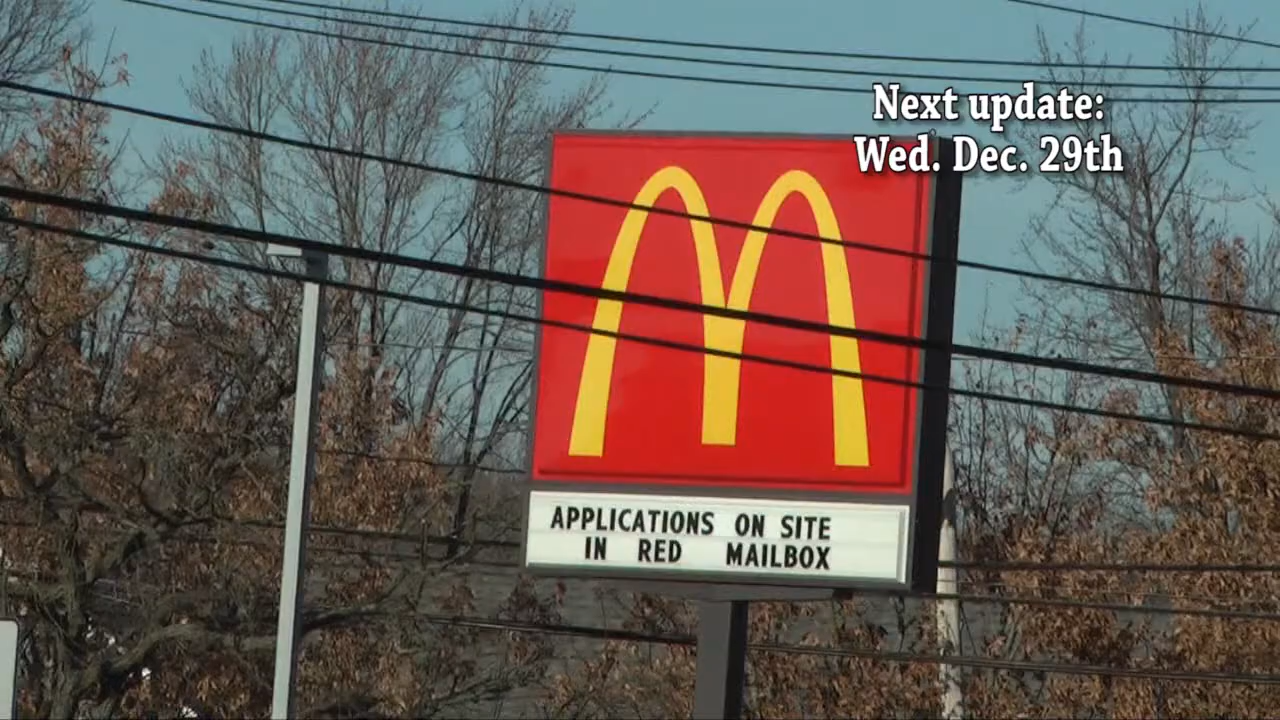 Next update:
Wed. Dec. 29th
APPLICATIONS ON SITE
IN RED MAILBOX